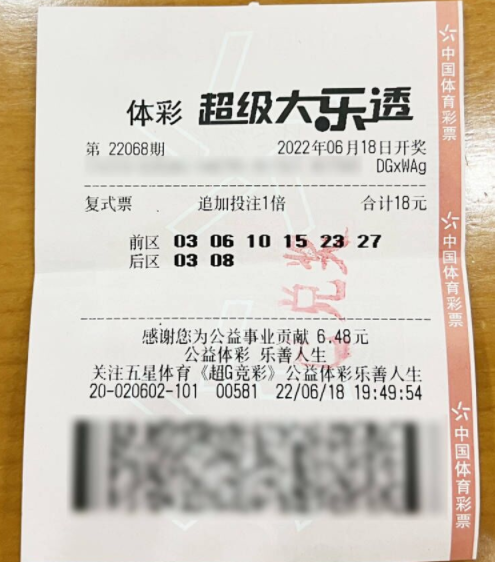 体彩 超级大乐透
第 22068期 2022年06月18日开奖
DGxWAg
复式票 追加投注1倍 合计18元
前区 03 06 10 15 23 27
后区 03 08
已兑奖
感谢您为公益事业贡献 6.48元
公益体彩 乐善人生
关注五星体育《超G竞彩》公益体彩乐善人生
20-020602-101 00581 22/06/18 19:49:54
中国体育彩票
中国体育彩票
中国体育彩票